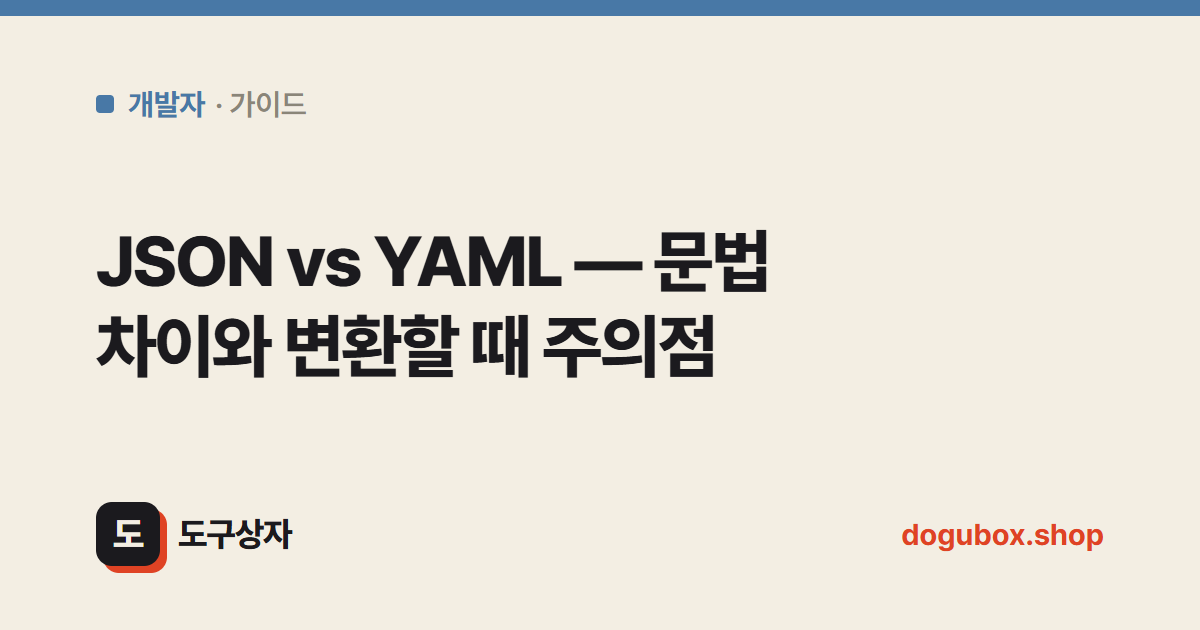 개발자 · 가이드
JSON vs YAML — 문법
차이와 변환할 때 주의점
도 도구상자
dogubox.shop